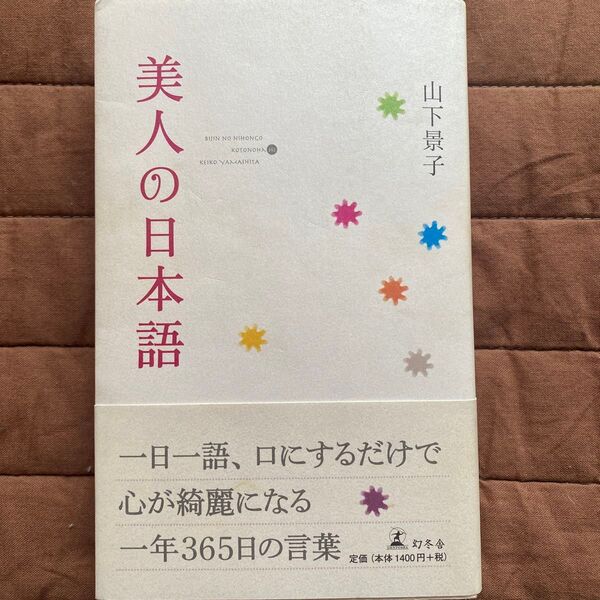 山下景子
美人の日本語
BIJIN NO NIHONGO
KOTONOHA 365
KEIKO YAMASHITA
一日一語、口にするだけで
心が綺麗になる
一年365日の言葉
幻冬舎
定価(本体1400円+税)